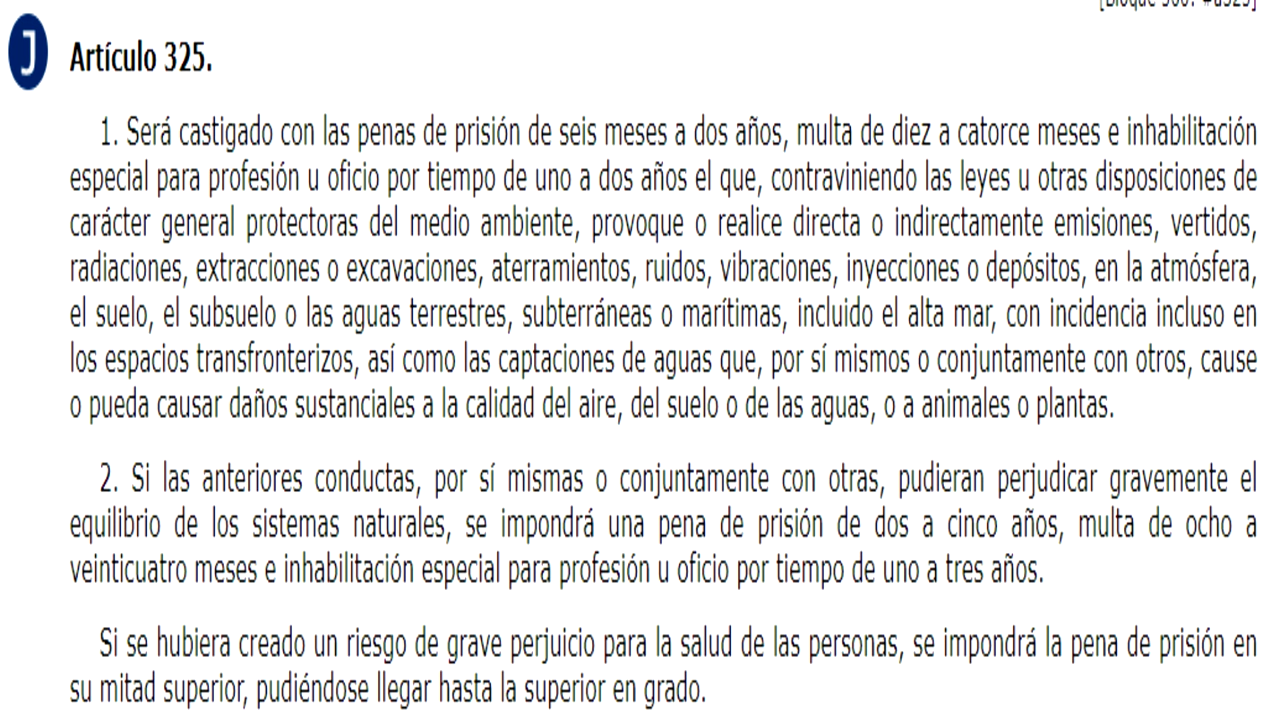 J
Artículo 325.
1. Será castigado con las penas de prisión de seis meses a dos años, multa de diez a catorce meses e inhabilitación
especial para profesión u oficio por tiempo de uno a dos años el que, contraviniendo las leyes u otras disposiciones de
carácter general protectoras del medio ambiente, provoque o realice directa o indirectamente emisiones, vertidos,
radiaciones, extracciones o excavaciones, aterramientos, ruidos, vibraciones, inyecciones o depósitos, en la atmósfera,
el suelo, el subsuelo o las aguas terrestres, subterráneas o marítimas, incluido el alta mar, con incidencia incluso en
los espacios transfronterizos, así como las captaciones de aguas que, por sí mismos o conjuntamente con otros, cause
o pueda causar daños sustanciales a la calidad del aire, del suelo o de las aguas, o a animales o plantas.
2. Si las anteriores conductas, por sí mismas o conjuntamente con otras, pudieran perjudicar gravemente el
equilibrio de los sistemas naturales, se impondrá una pena de prisión de dos a cinco años, multa de ocho a
veinticuatro meses e inhabilitación especial para profesión u oficio por tiempo de uno a tres años.
Si se hubiera creado un riesgo de grave perjuicio para la salud de las personas, se impondrá la pena de prisión en
su mitad superior, pudiéndose llegar hasta la superior en grado.